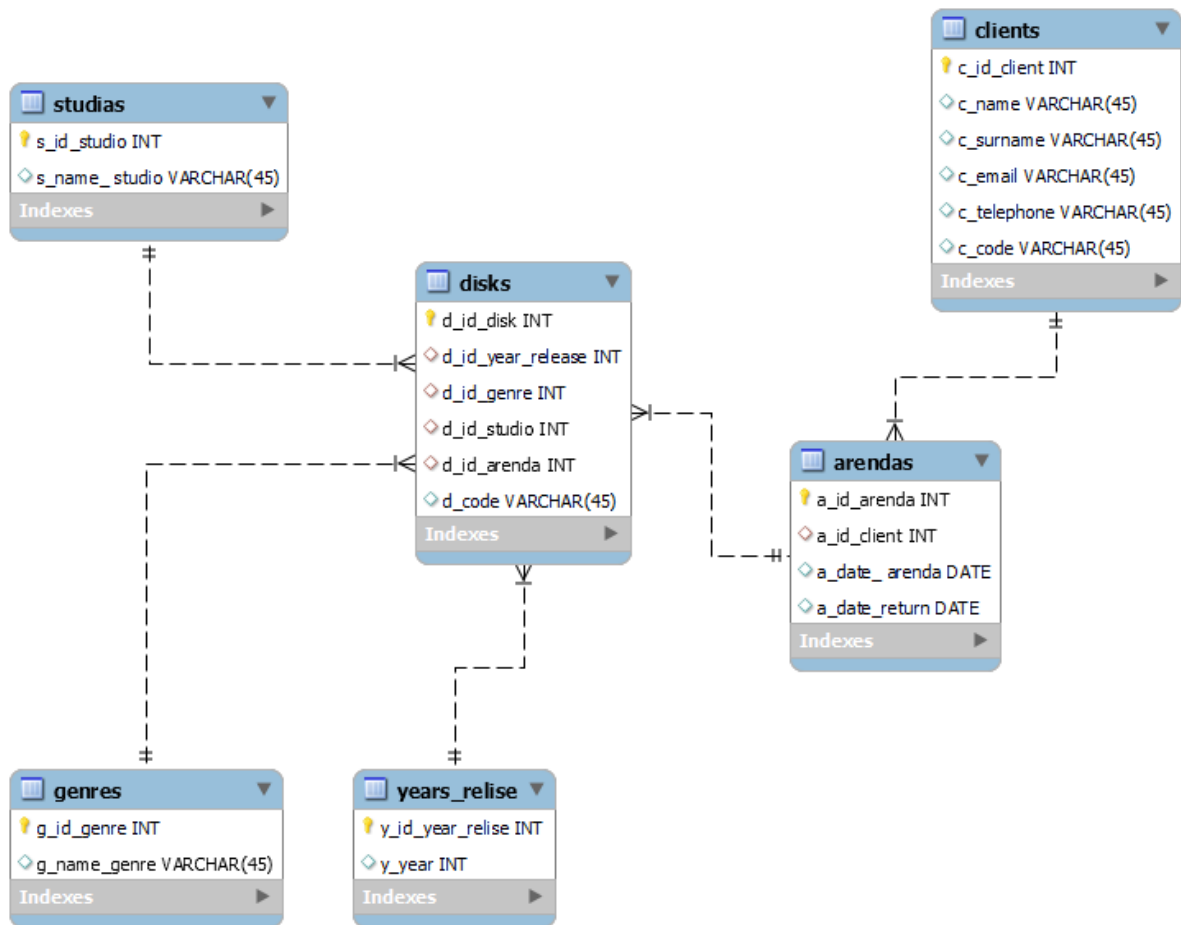 clients
c_id_client INT
c_name VARCHAR(45)
c_surname VARCHAR(45)
c_email VARCHAR(45)
c_telephone VARCHAR(45)
c_code VARCHAR(45)
Indexes
studias
s_id_studio INT
s_name_ studio VARCHAR(45)
Indexes
disks
d_id_disk INT
d_id_year_release INT
d_id_genre INT
d_id_studio INT
d_id_arenda INT
d_code VARCHAR(45)
Indexes
arendas
a_id_arenda INT
a_id_client INT
a_date_ arenda DATE
a_date_return DATE
Indexes
genres
g_id_genre INT
g_name_genre VARCHAR(45)
Indexes
years_relise
y_id_year_relise INT
y_year INT
Indexes